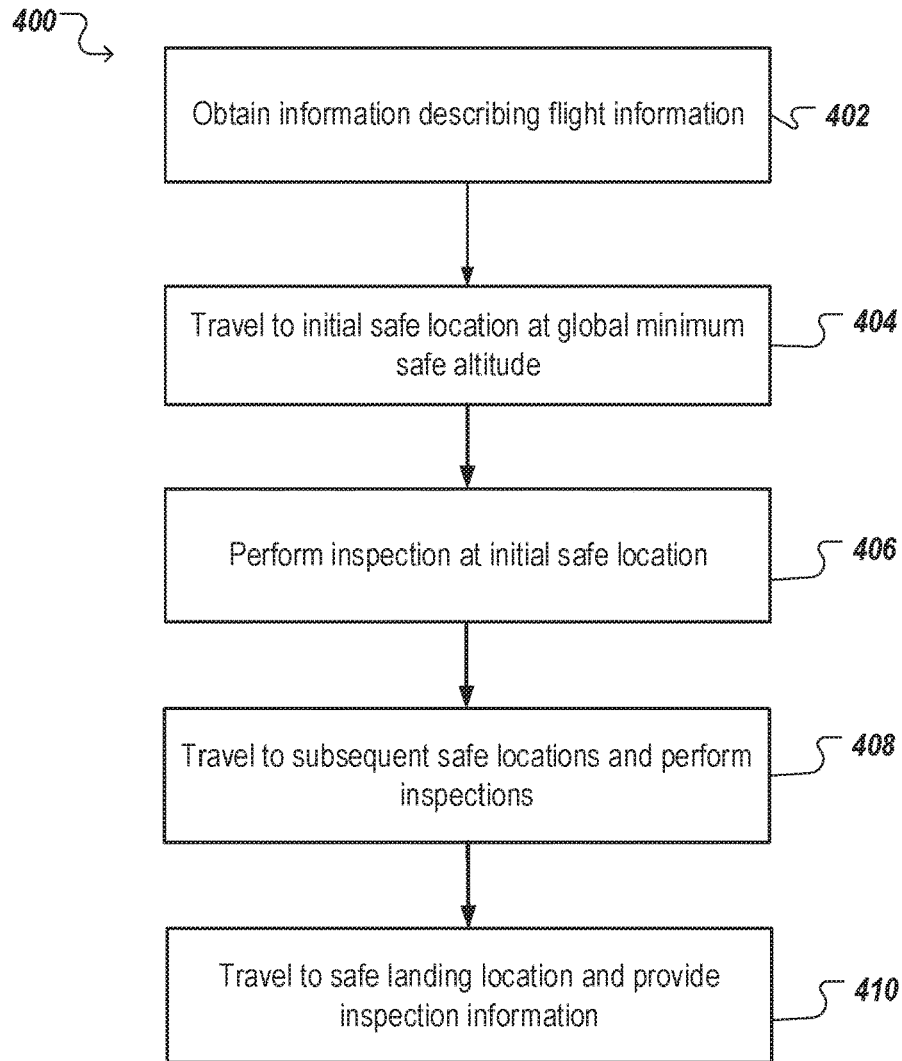 400
Obtain information describing flight information
402
Travel to initial safe location at global minimum
safe altitude
404
Perform inspection at initial safe location
406
Travel to subsequent safe locations and perform
inspections
408
Travel to safe landing location and provide
inspection information
410